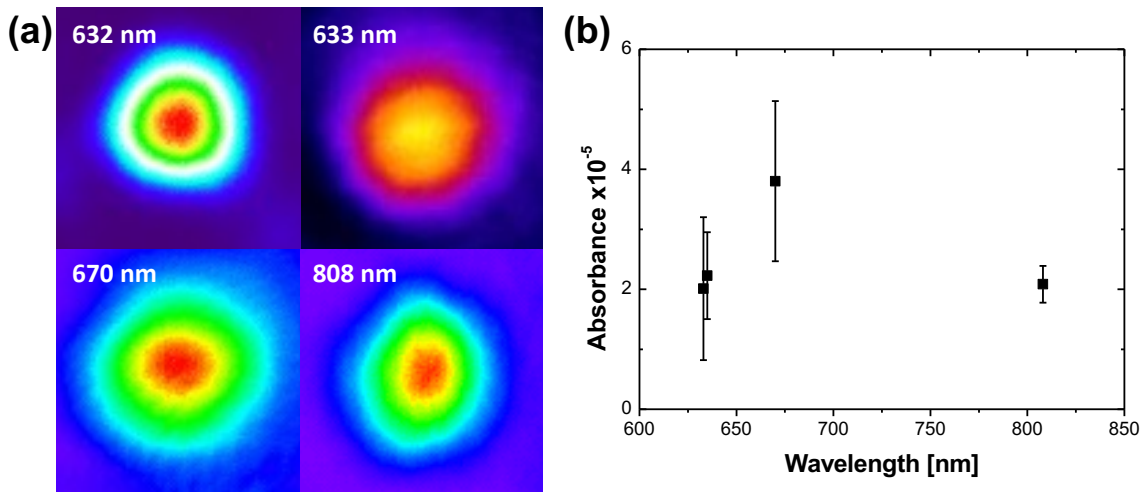 (a)
632 nm
633 nm
670 nm
808 nm
(b)
Absorbance x10-5
6
4
2
0
600
650
700
750
800
850
Wavelength [nm]